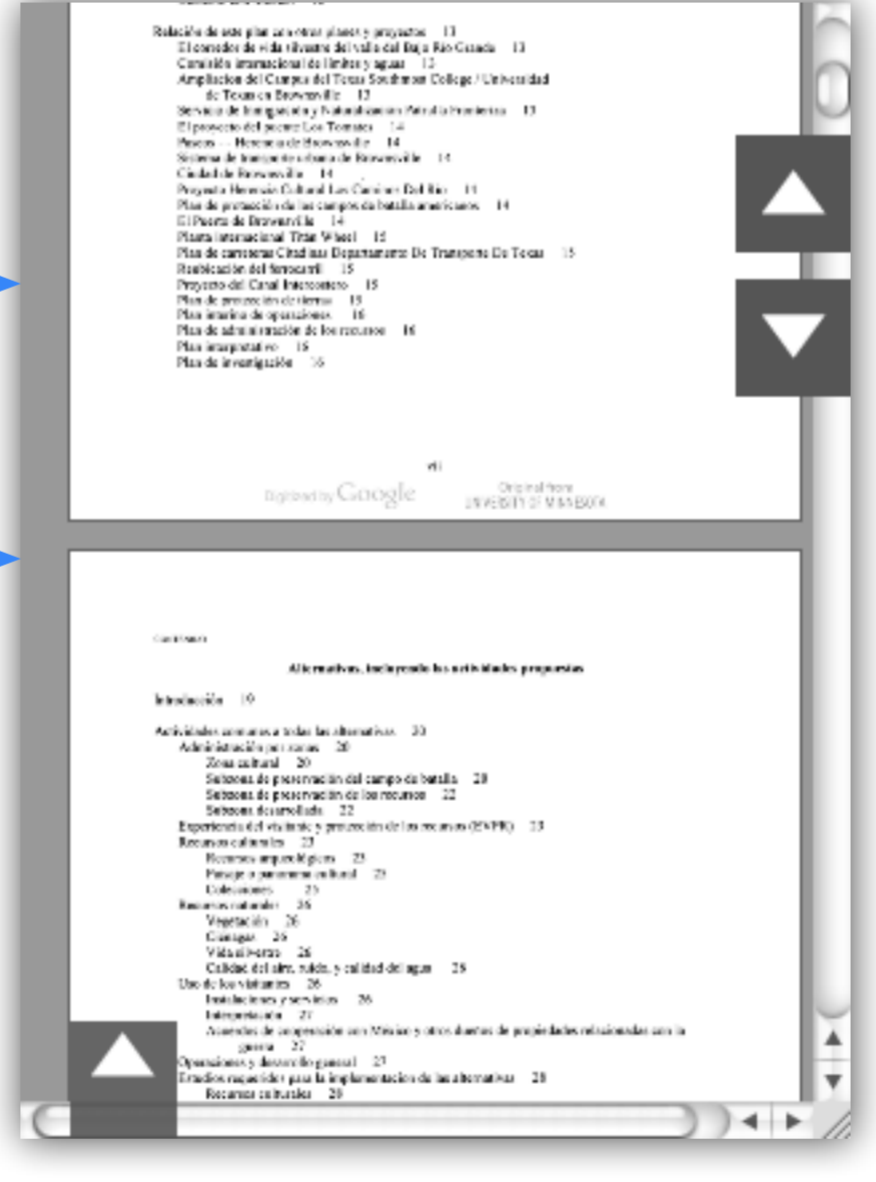 Relación de este plan con otros planes y proyectos 13
El corredor de vida silvestre del valle del Bajo Rio Grande 13
Comisión internacional de límites y aguas 13
Ampliacion del Campus del Texas Southmost College / Universidad
de Texas en Brownsville 13
Servicio de Inmigración y Naturalización Patrulla Fronteriza 13
El proyecto del puente Los Tomates 14
Paseos -- Herencia de Brownsville 14
Sistema de transporte urbano de Brownsville 14
Ciudad de Brownsville 14
Proyecto Herencia Cultural Los Caminos Del Rio 14
Plan de protección de los campos de batalla americanos 14
El Puerto de Brownsville 14
Planta internacional Titán Wheel 15
Plan de carreteras Citadinas Departamento De Transporte De Texas 15
Reubicación del ferrocarril 15
Proyecto del Canal Intercostero 15
Plan de protección de tierras 15
Plan interino de operaciones 16
Plan de administración de los recursos 16
Plan interpretativo 16
Plan de investigación 16
vii
Digitized by Google
Original from
UNIVERSITY OF MINNESOTA
Alternativas, incluyendo las actividades propuestas
Introducción 19
Actividades comunes a todas las alternativas 20
Administración por zonas 20
Zona cultural 20
Subzona de preservación del campo de batalla 20
Subzona de preservación de los recursos 22
Subzona desarrollada 22
Experiencia del visitante y protección de los recursos (EVPR) 23
Recursos culturales 23
Recursos arqueológicos 23
Paisaje o panorama cultural 25
Colecciones 25
Recursos naturales 26
Vegetación 26
Cienagas 26
Vida silvestre 26
Calidad del aire, ruido, y calidad del agua 26
Uso de los visitantes 26
Instalaciones y servicios 26
Interpretación 27
Acuerdos de cooperación con México y otros dueños de propiedades relacionadas con la
guerra 27
Operaciones y desarrollo general 27
Estudios requeridos para la implementación de las alternativas 28
Recursos culturales 28